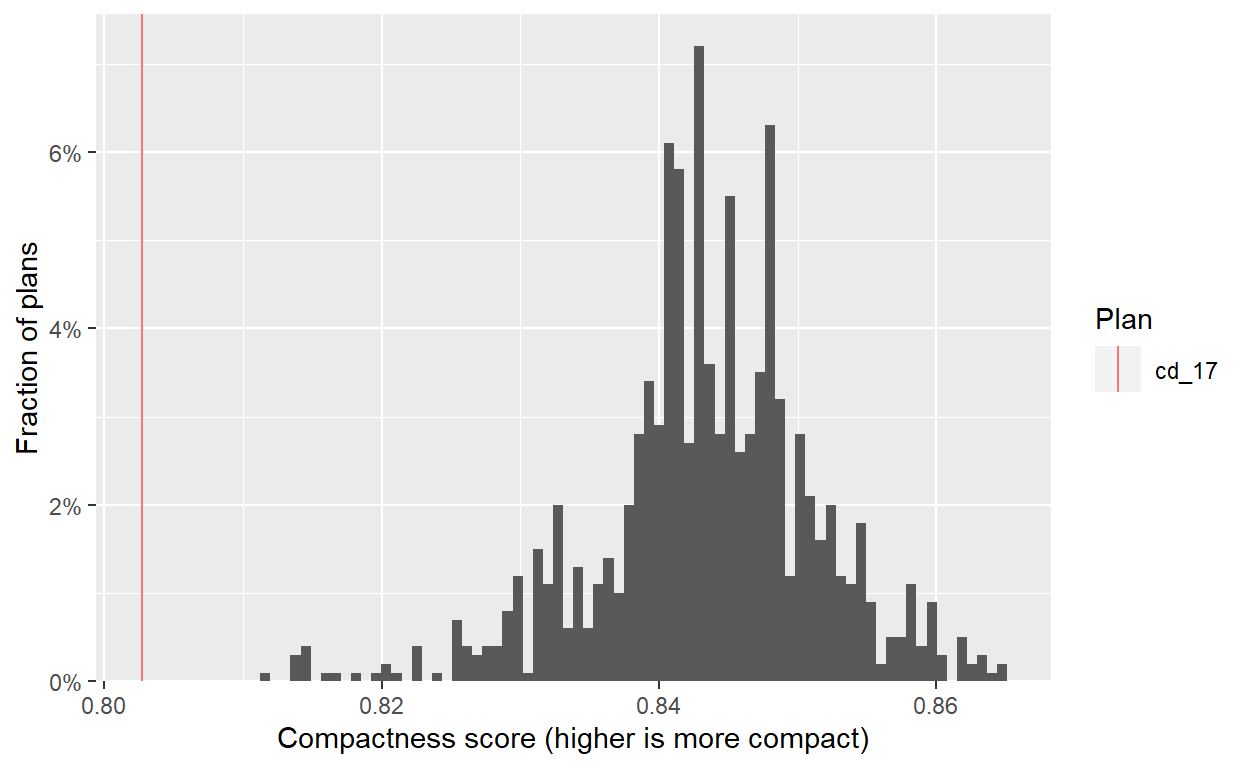 6%
4%
2%
0%
0.80
0.82
0.84
0.86
Compactness score (higher is more compact)
Fraction of plans
Plan
cd_17